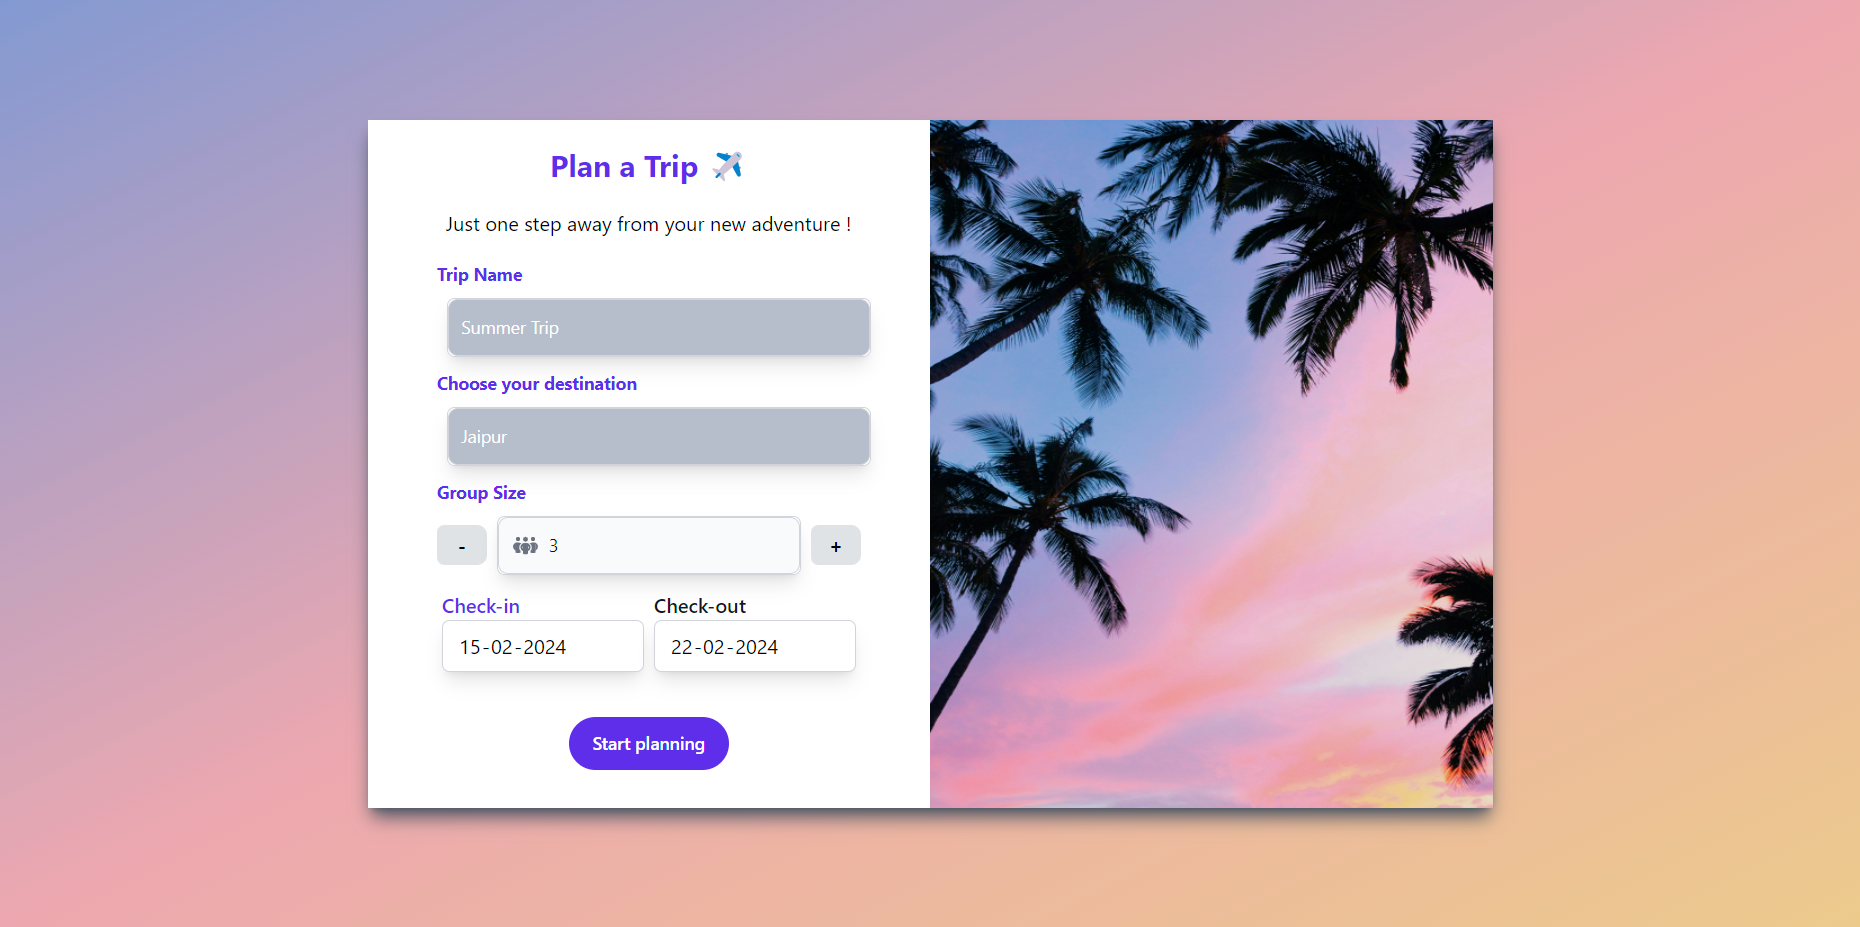 Plan a Trip ✈️
Just one step away from your new adventure !
Trip Name
Summer Trip
Choose your destination
Jaipur
Group Size
- 3 +
Check-in Check-out
15-02-2024 22-02-2024
Start planning